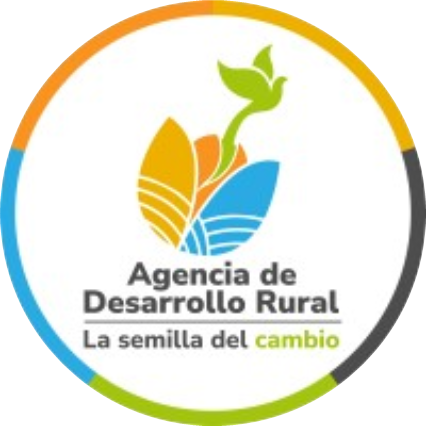 Agencia de
Desarrollo Rural
La semilla del cambio